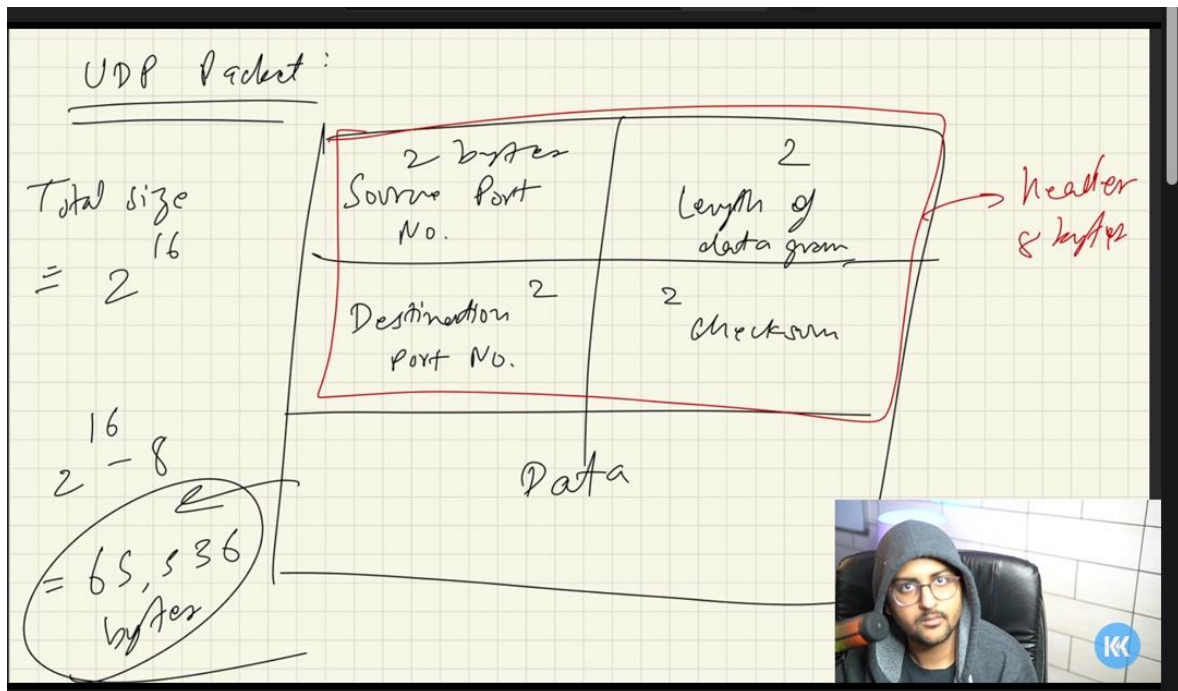 UDP Packet :
Total size
= 2^16
2^16 - 8
= 65,536
bytes
2 bytes
Source Port
No.
2
Length of
data gram
Destination 2
Port No.
2
Checksum
Data
header
8 bytes
KK